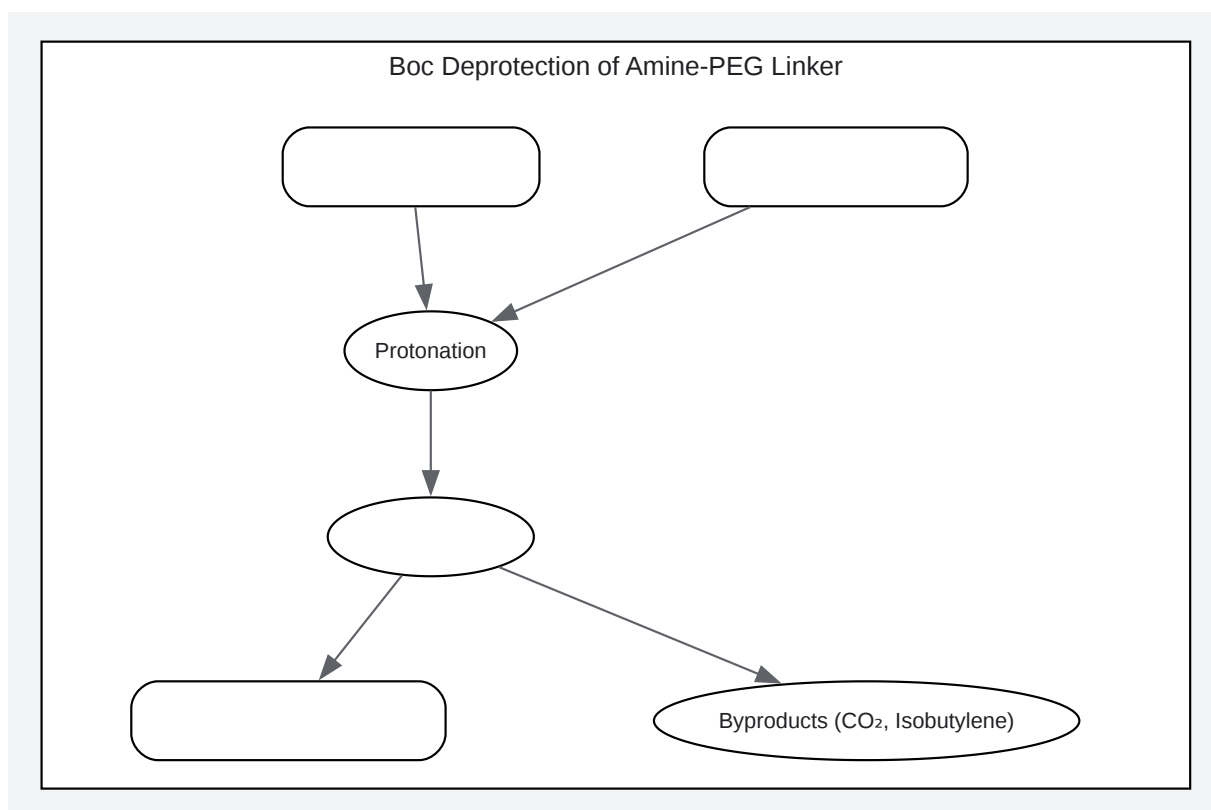 Boc Deprotection of Amine-PEG Linker
Protonation
Byproducts (CO₂, Isobutylene)